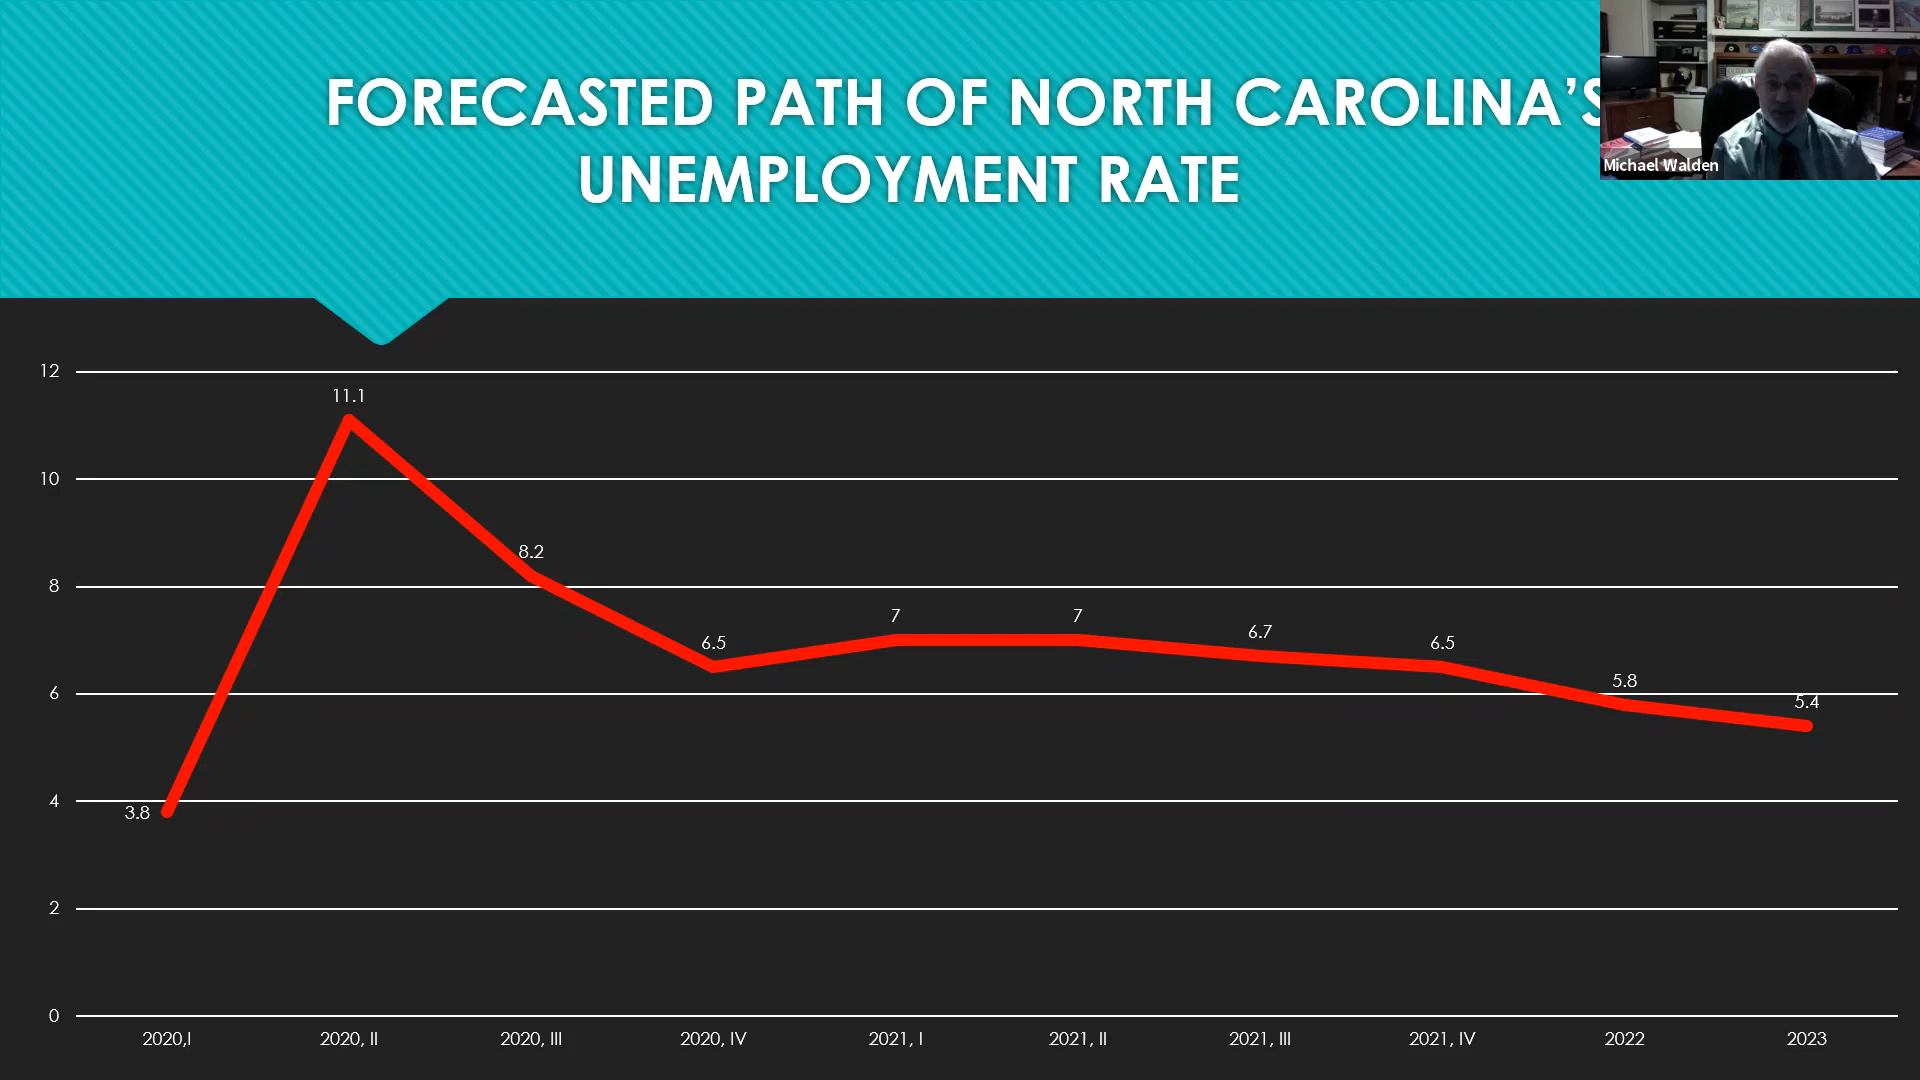 FORECASTED PATH OF NORTH CAROLINA’S
UNEMPLOYMENT RATE
Michael Walden
12
11.1
10
8.2
8
7
7
6.7
6.5
6.5
6
5.8
5.4
4
3.8
2
0
2020,I
2020, II
2020, III
2020, IV
2021, I
2021, II
2021, III
2021, IV
2022
2023